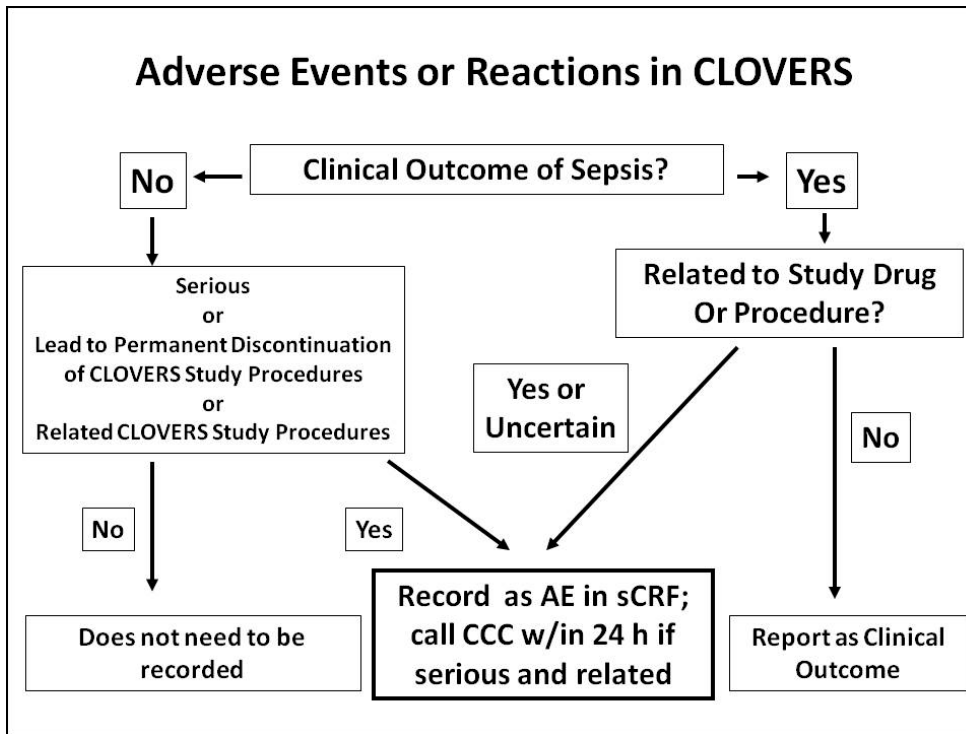 Adverse Events or Reactions in CLOVERS
No
Clinical Outcome of Sepsis?
Yes
Serious
or
Lead to Permanent Discontinuation
of CLOVERS Study Procedures
or
Related CLOVERS Study Procedures
Related to Study Drug
Or Procedure?
Yes or
Uncertain
No
No
Yes
Does not need to be
recorded
Record as AE in sCRF;
call CCC w/in 24 h if
serious and related
Report as Clinical
Outcome